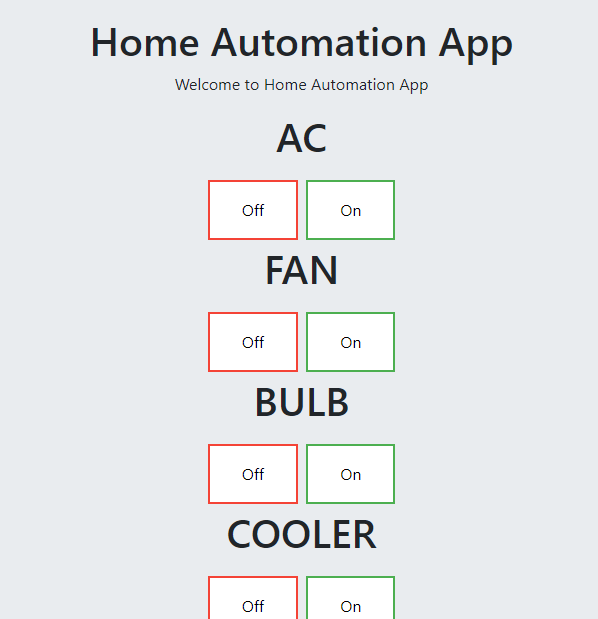 Home Automation App
Welcome to Home Automation App
AC
Off On
FAN
Off On
BULB
Off On
COOLER
Off On